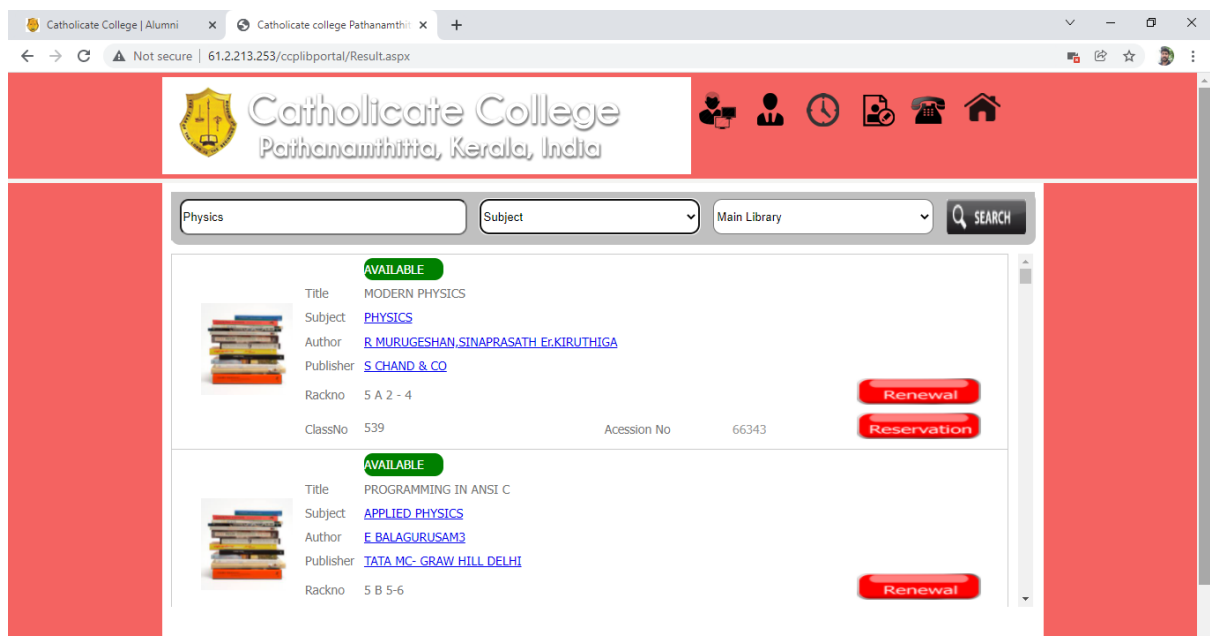 Catholicate College | Alumni
Catholicate college Pathanamthit
Not secure | 61.2.213.253/ccplibportal/Result.aspx
Catholicate College
Pathanamthitta, Kerala, India
Physics Subject Main Library SEARCH
AVAILABLE
Title MODERN PHYSICS
Subject PHYSICS
Author R MURUGESHAN,SINAPRASATH Er.KIRUTHIGA
Publisher S CHAND & CO
Rackno 5 A 2 - 4 Renewal
ClassNo 539 Acession No 66343 Reservation
AVAILABLE
Title PROGRAMMING IN ANSI C
Subject APPLIED PHYSICS
Author E BALAGURUSAM3
Publisher TATA MC- GRAW HILL DELHI
Rackno 5 B 5-6 Renewal